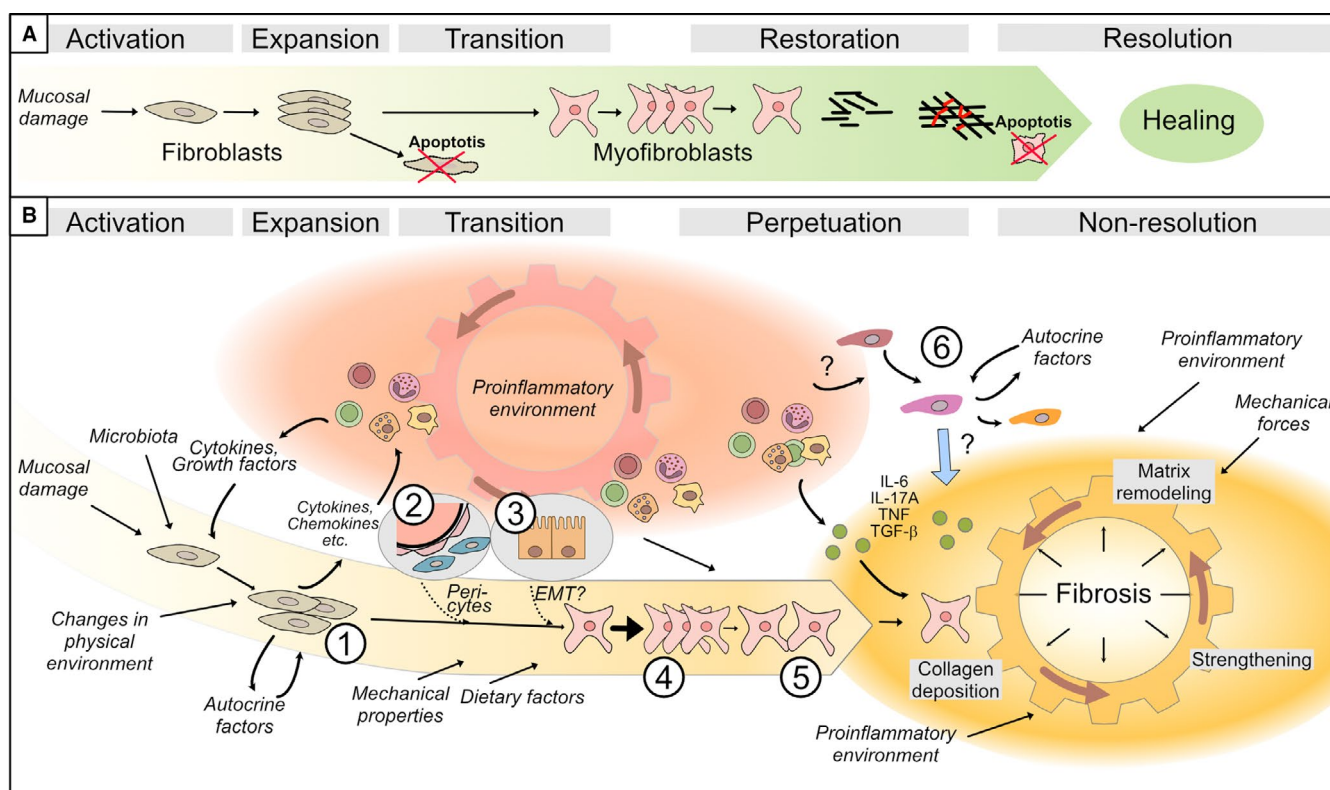 A
Activation
Expansion
Transition
Restoration
Resolution
Mucosal
damage
Fibroblasts
Apoptotis
Myofibroblasts
Apoptotis
Healing
B
Activation
Expansion
Transition
Perpetuation
Non-resolution
Proinflammatory
environment
?
6
Autocrine
factors
Proinflammatory
environment
Mechanical
forces
Microbiota
Cytokines,
Growth factors
Mucosal
damage
Cytokines,
Chemokines
etc.
2
3
?
IL-6
IL-17A
TNF
TGF-β
Matrix
remodeling
Fibrosis
Strengthening
Peri-
cytes
EMT?
Changes in
physical
environment
1
4
5
Collagen
deposition
Autocrine
factors
Mechanical
properties
Dietary factors
Proinflammatory
environment